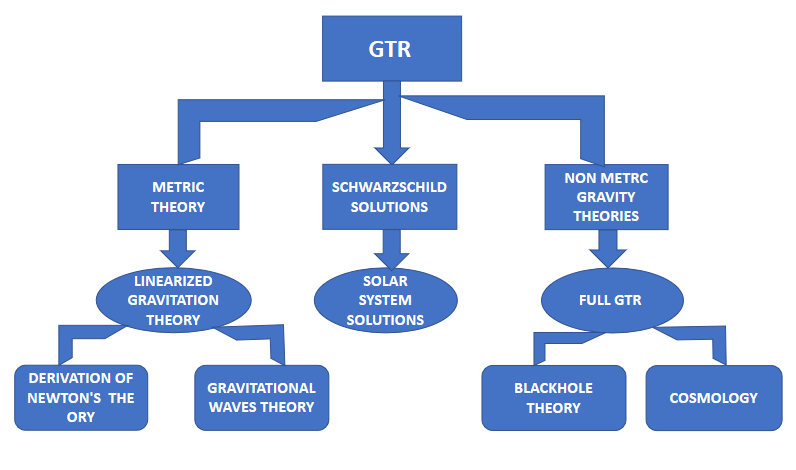 GTR
METRIC
THEORY
SCHWARZSCHILD
SOLUTIONS
NON METRC
GRAVITY
THEORIES
LINEARIZED
GRAVITATION
THEORY
SOLAR
SYSTEM
SOLUTIONS
FULL GTR
DERIVATION OF
NEWTON'S THE
ORY
GRAVITATIONAL
WAVES THEORY
BLACKHOLE
THEORY
COSMOLOGY